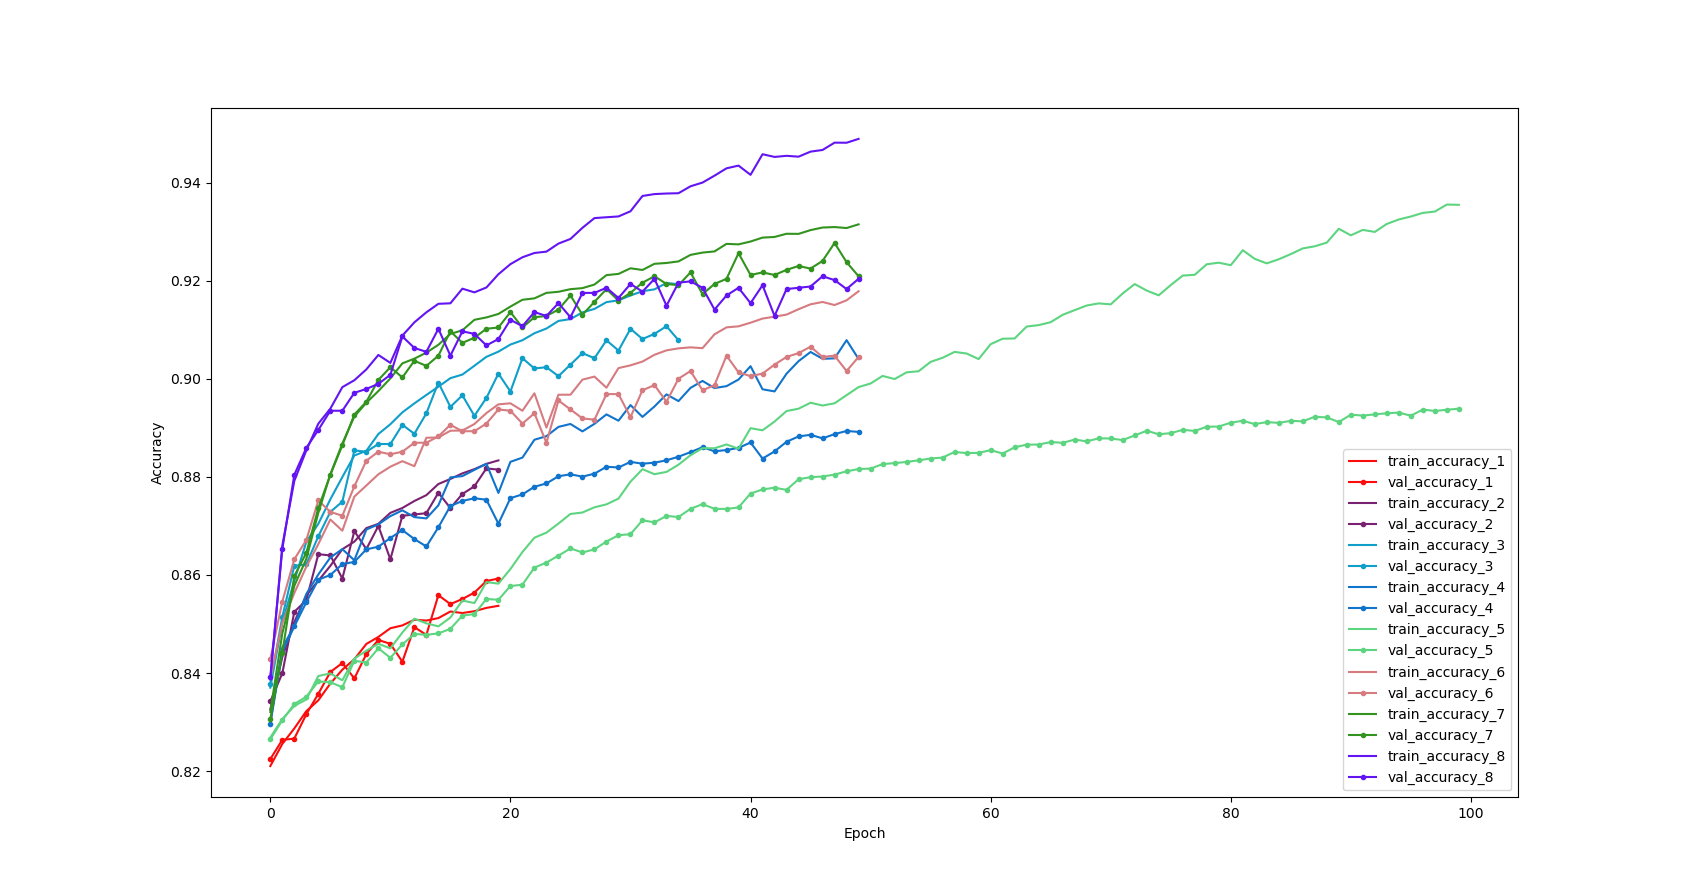 0.94
0.92
0.90
0.88
0.86
0.84
0.82
Accuracy
0 20 40 60 80 100
Epoch
train_accuracy_1
val_accuracy_1
train_accuracy_2
val_accuracy_2
train_accuracy_3
val_accuracy_3
train_accuracy_4
val_accuracy_4
train_accuracy_5
val_accuracy_5
train_accuracy_6
val_accuracy_6
train_accuracy_7
val_accuracy_7
train_accuracy_8
val_accuracy_8